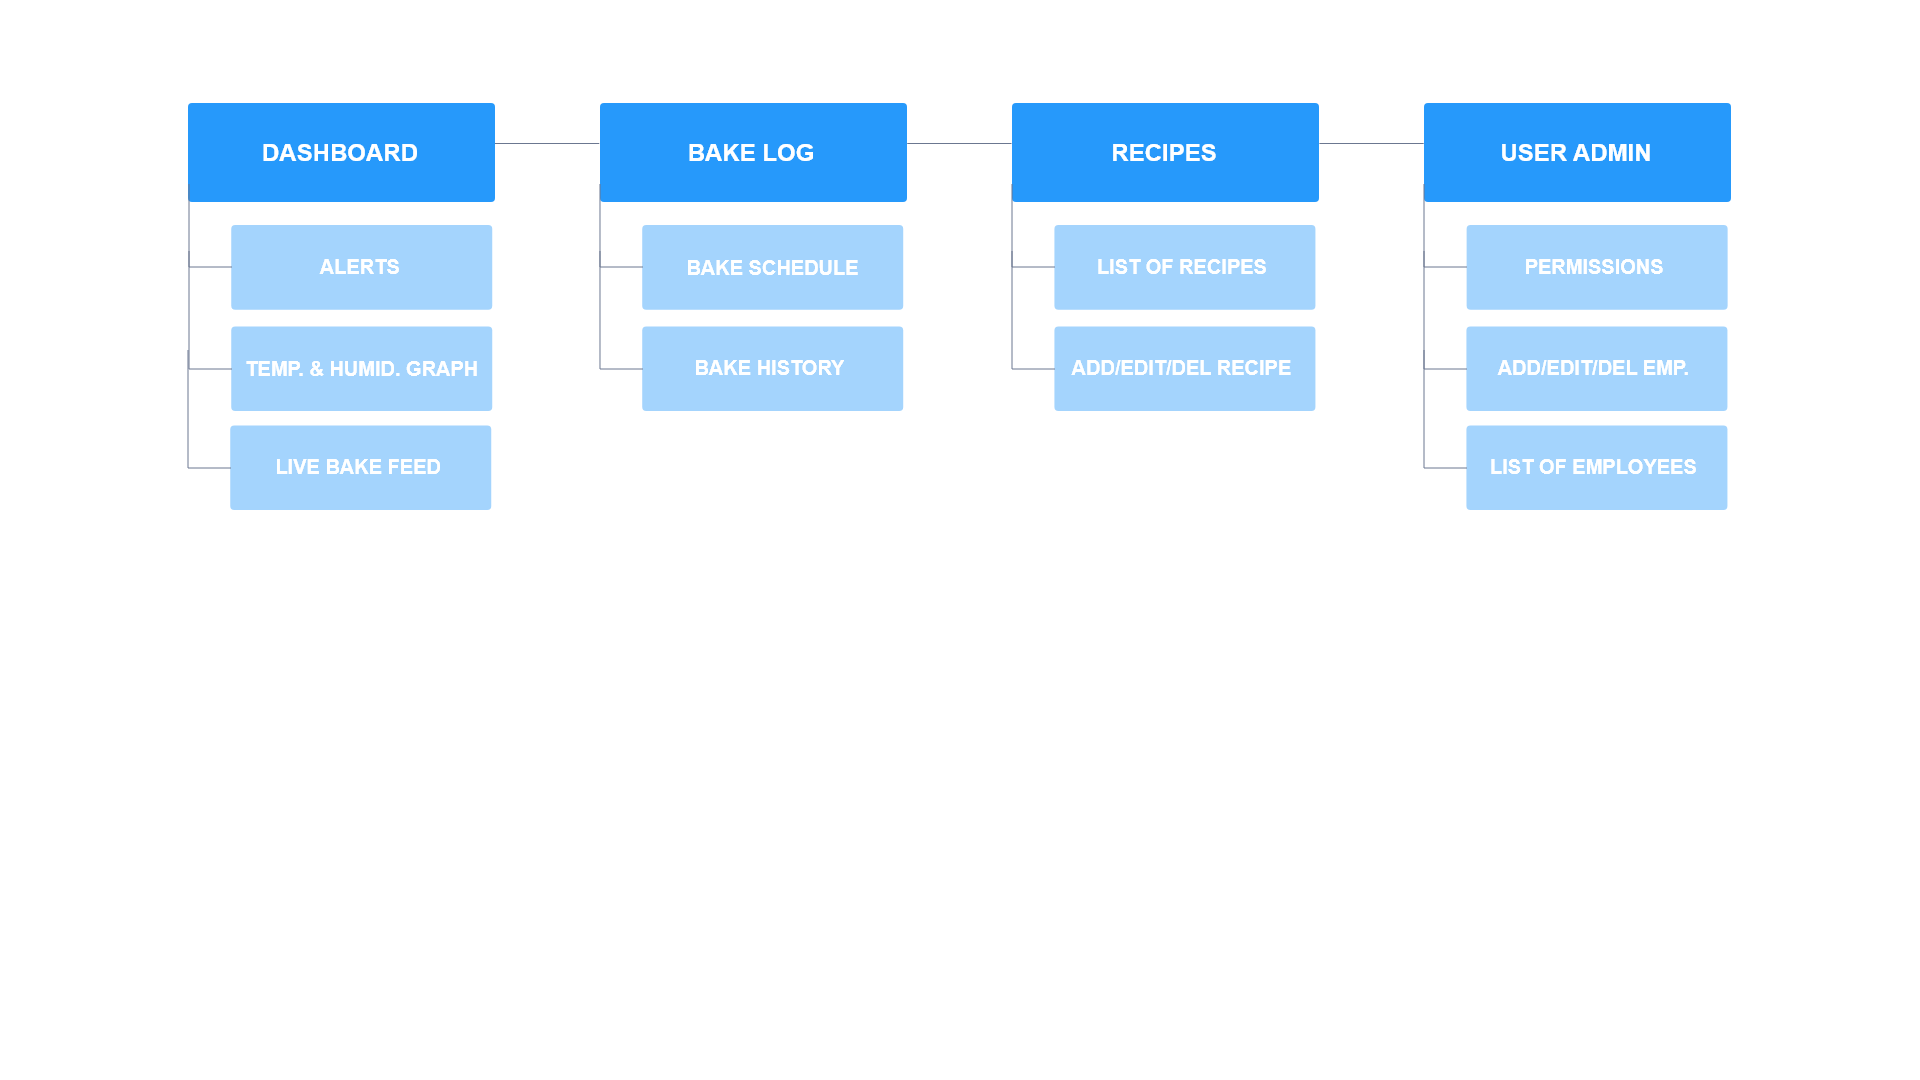 DASHBOARD
BAKE LOG
RECIPES
USER ADMIN
ALERTS
BAKE SCHEDULE
LIST OF RECIPES
PERMISSIONS
TEMP. & HUMID. GRAPH
BAKE HISTORY
ADD/EDIT/DEL RECIPE
ADD/EDIT/DEL EMP.
LIVE BAKE FEED
LIST OF EMPLOYEES